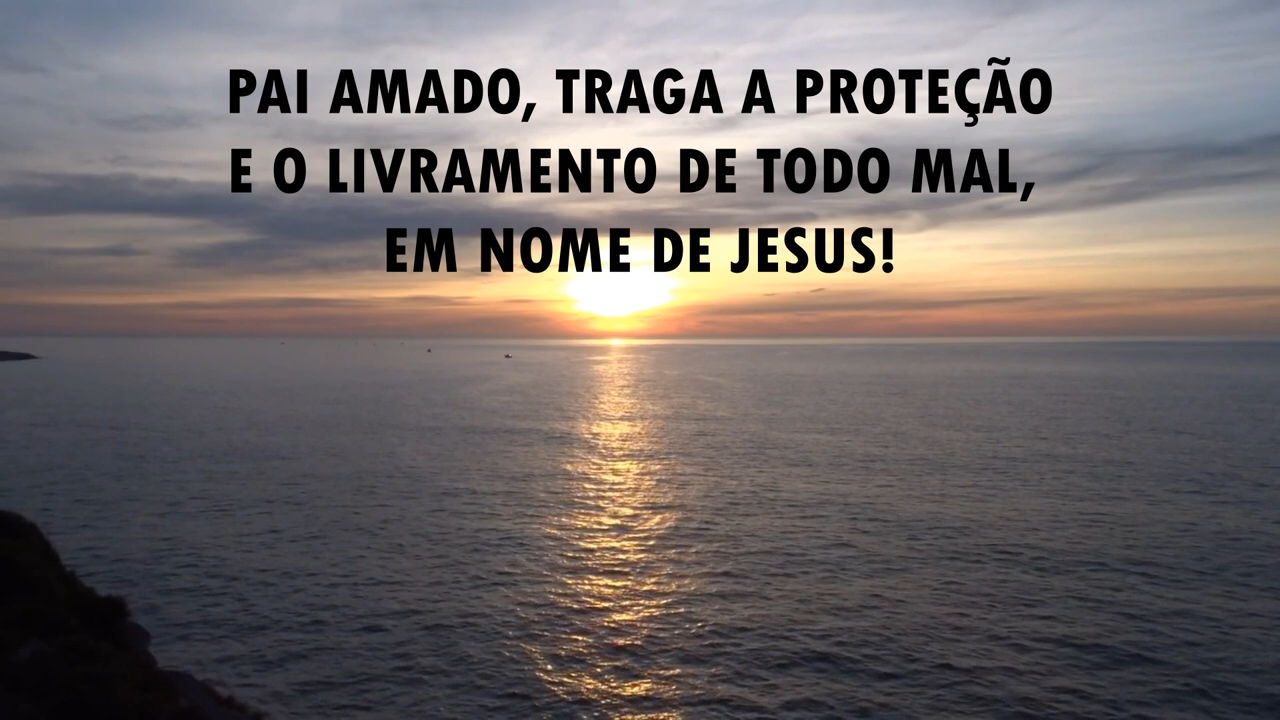 PAI AMADO, TRAGA A PROTEÇÃO
E O LIVRAMENTO DE TODO MAL,
EM NOME DE JESUS!